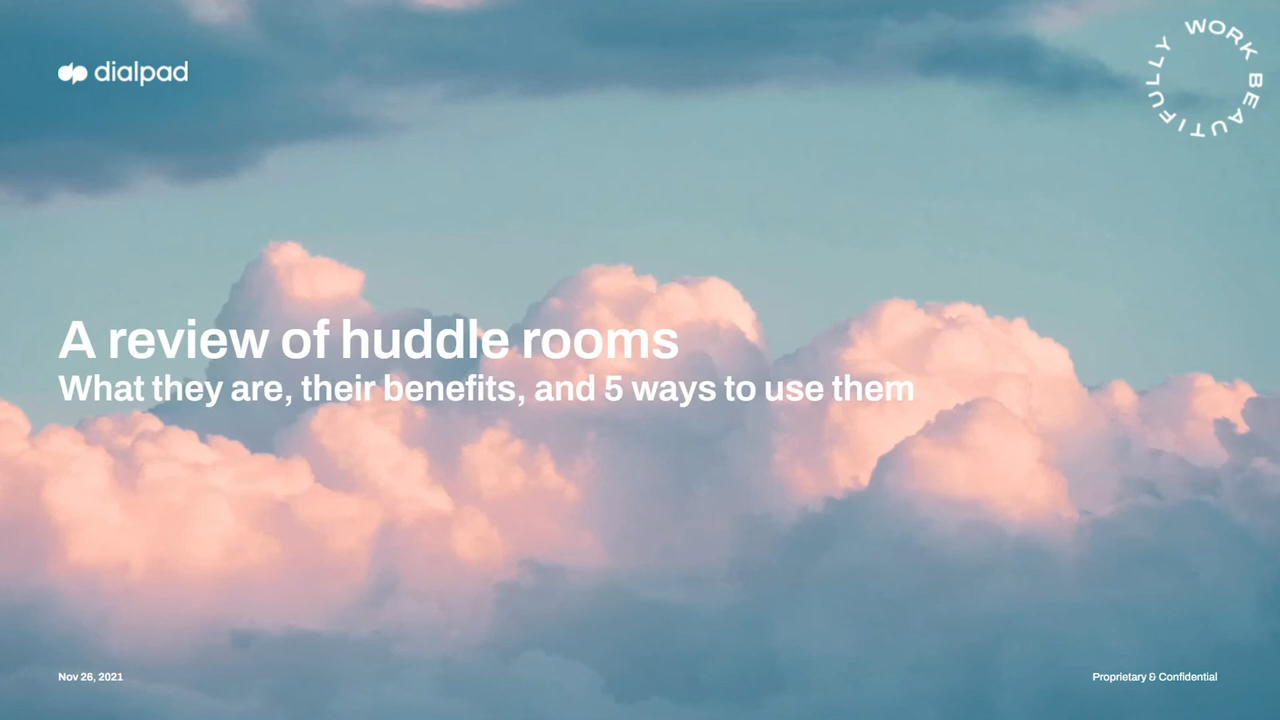 dialpad
WORK BEAUTIFULLY
A review of huddle rooms
What they are, their benefits, and 5 ways to use them
Nov 26, 2021
Proprietary & Confidential